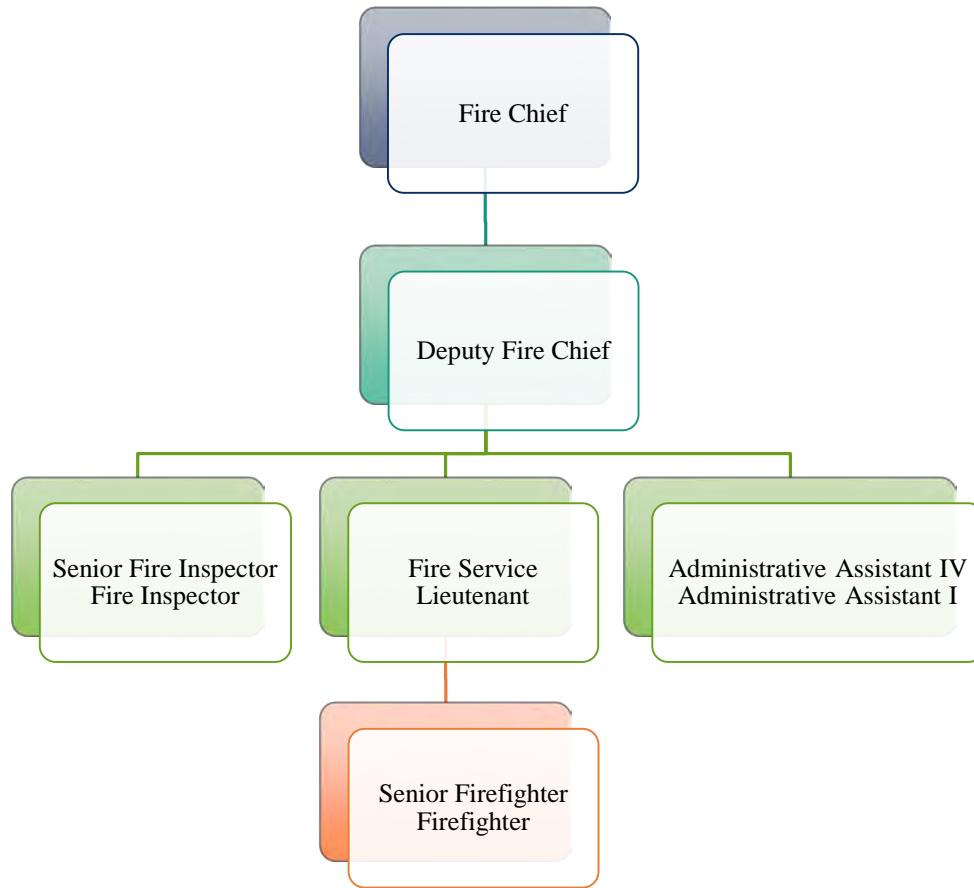 Fire Chief
Deputy Fire Chief
Senior Fire Inspector
Fire Inspector
Fire Service
Lieutenant
Administrative Assistant IV
Administrative Assistant I
Senior Firefighter
Firefighter